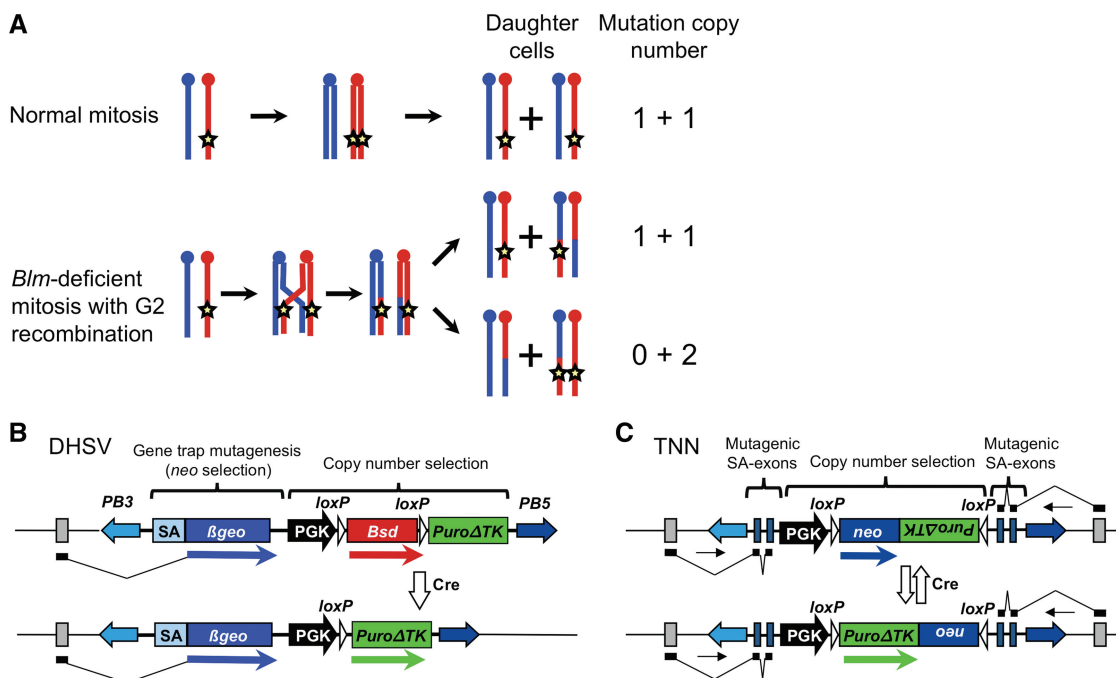 A
Daughter cells
Mutation copy number
Normal mitosis
+
1 + 1
Blm-deficient
mitosis with G2
recombination
+
1 + 1
+
0 + 2
B
DHSV
Gene trap mutagenesis
(neo selection)
Copy number selection
PB3
loxP
loxP
PB5
SA
ßgeo
PGK
Bsd
PuroΔTK
Cre
loxP
SA
ßgeo
PGK
PuroΔTK
C
TNN
Mutagenic
SA-exons
Copy number selection
Mutagenic
SA-exons
loxP
loxP
PGK
neo
PuroΔTK
Cre
loxP
loxP
PGK
PuroΔTK
neo